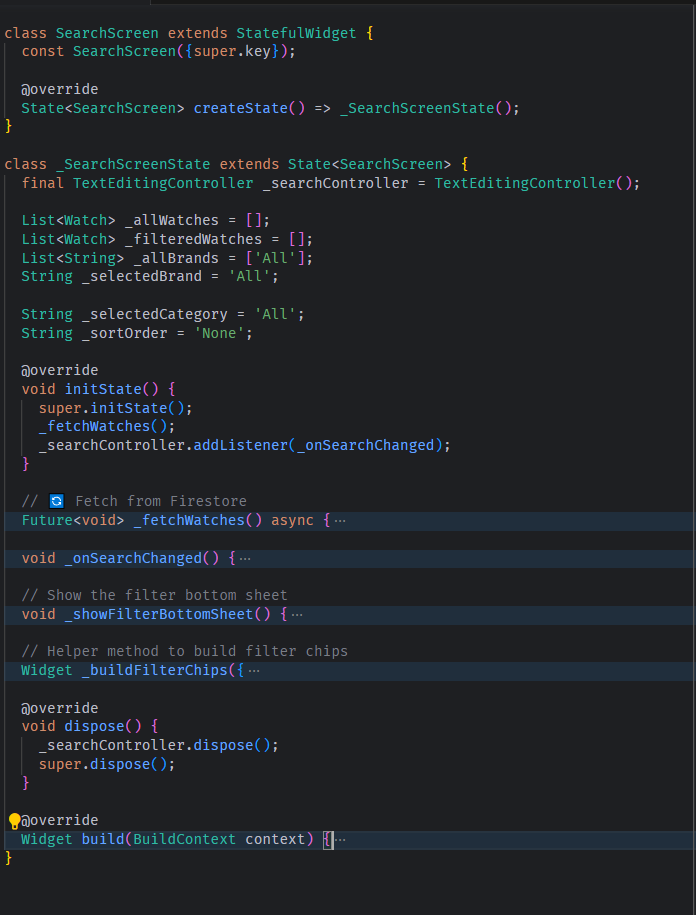 class SearchScreen extends StatefulWidget {
  const SearchScreen({super.key});

  @override
  State<SearchScreen> createState() => _SearchScreenState();
}

class _SearchScreenState extends State<SearchScreen> {
  final TextEditingController _searchController = TextEditingController();

  List<Watch> _allWatches = [];
  List<Watch> _filteredWatches = [];
  List<String> _allBrands = ['All'];
  String _selectedBrand = 'All';

  String _selectedCategory = 'All';
  String _sortOrder = 'None';

  @override
  void initState() {
    super.initState();
    _fetchWatches();
    _searchController.addListener(_onSearchChanged);
  }

  // 🔄 Fetch from Firestore
  Future<void> _fetchWatches() async {···

  void _onSearchChanged() {···

  // Show the filter bottom sheet
  void _showFilterBottomSheet() {···

  // Helper method to build filter chips
  Widget _buildFilterChips({···

  @override
  void dispose() {
    _searchController.dispose();
    super.dispose();
  }

  @override
  Widget build(BuildContext context) {···
}